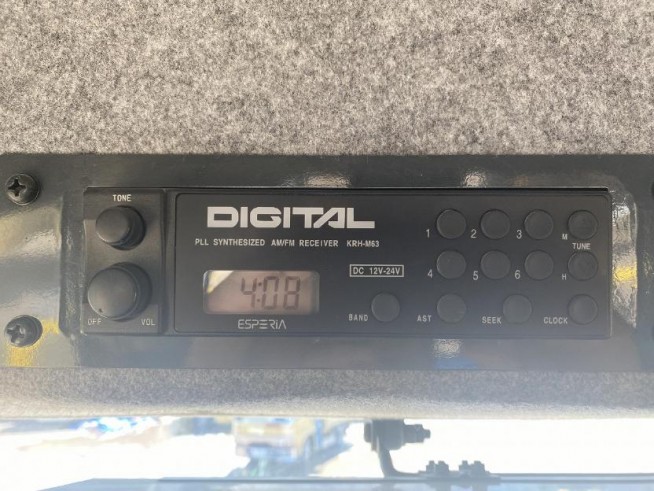 TONE
OFF VOL
DIGITAL
PLL SYNTHESIZED AM/FM RECEIVER KRH-M63
DC 12V-24V
4:08
ESPERIA
1 2 3 M
TUNE
4 5 6 H
BAND AST SEEK CLOCK